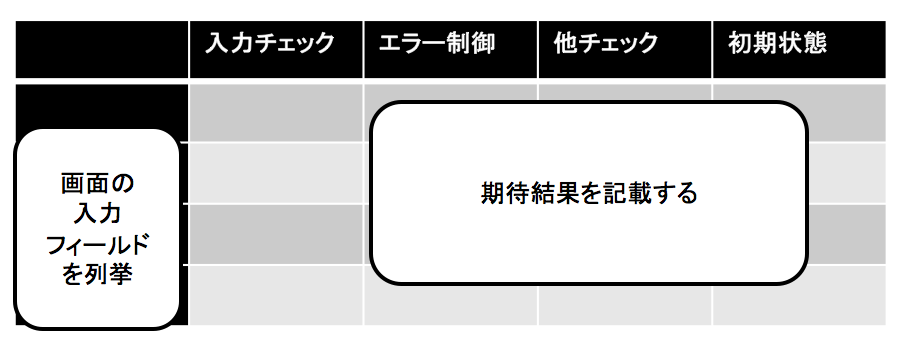 入力チェック エラー制御 他チェック 初期状態
画面の
入力
フィールド
を列挙
期待結果を記載する